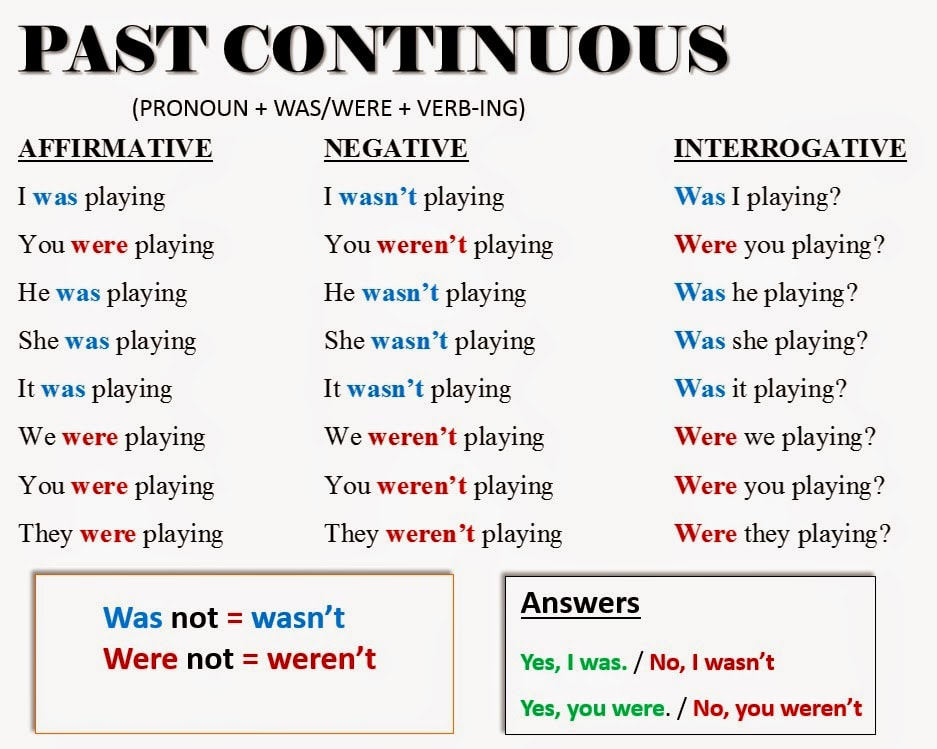 PAST CONTINUOUS
(PRONOUN + WAS/WERE + VERB-ING)
AFFIRMATIVE NEGATIVE INTERROGATIVE
I was playing I wasn’t playing Was I playing?
You were playing You weren’t playing Were you playing?
He was playing He wasn’t playing Was he playing?
She was playing She wasn’t playing Was she playing?
It was playing It wasn’t playing Was it playing?
We were playing We weren’t playing Were we playing?
You were playing You weren’t playing Were you playing?
They were playing They weren’t playing Were they playing?
Was not = wasn’t
Were not = weren’t
Answers
Yes, I was. / No, I wasn’t
Yes, you were. / No, you weren’t